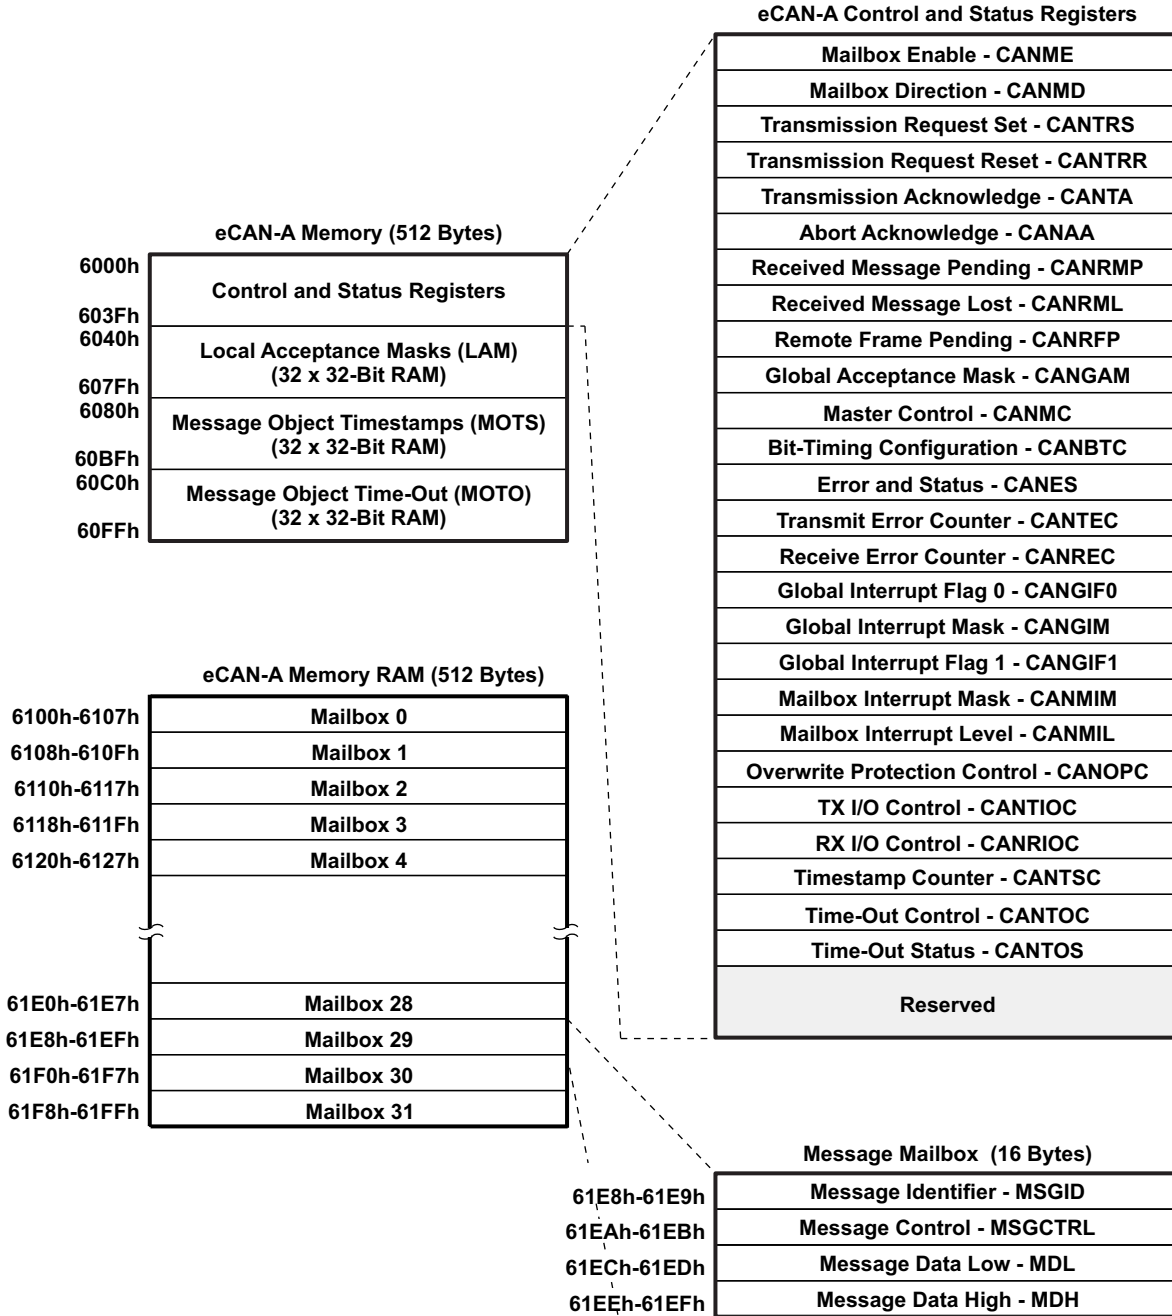 eCAN-A Control and Status Registers
Mailbox Enable - CANME
Mailbox Direction - CANMD
Transmission Request Set - CANTRS
Transmission Request Reset - CANTRR
Transmission Acknowledge - CANTA
Abort Acknowledge - CANAA
Received Message Pending - CANRMP
Received Message Lost - CANRML
Remote Frame Pending - CANRFP
Global Acceptance Mask - CANGAM
Master Control - CANMC
Bit-Timing Configuration - CANBTC
Error and Status - CANES
Transmit Error Counter - CANTEC
Receive Error Counter - CANREC
Global Interrupt Flag 0 - CANGIF0
Global Interrupt Mask - CANGIM
Global Interrupt Flag 1 - CANGIF1
Mailbox Interrupt Mask - CANMIM
Mailbox Interrupt Level - CANMIL
Overwrite Protection Control - CANOPC
TX I/O Control - CANTIOC
RX I/O Control - CANRIOC
Timestamp Counter - CANTSC
Time-Out Control - CANTOC
Time-Out Status - CANTOS
Reserved
eCAN-A Memory (512 Bytes)
6000h
Control and Status Registers
603Fh
6040h
Local Acceptance Masks (LAM)
(32 x 32-Bit RAM)
607Fh
6080h
Message Object Timestamps (MOTS)
(32 x 32-Bit RAM)
60BFh
60C0h
Message Object Time-Out (MOTO)
(32 x 32-Bit RAM)
60FFh
eCAN-A Memory RAM (512 Bytes)
6100h-6107h Mailbox 0
6108h-610Fh Mailbox 1
6110h-6117h Mailbox 2
6118h-611Fh Mailbox 3
6120h-6127h Mailbox 4
61E0h-61E7h Mailbox 28
61E8h-61EFh Mailbox 29
61F0h-61F7h Mailbox 30
61F8h-61FFh Mailbox 31
Message Mailbox (16 Bytes)
61E8h-61E9h Message Identifier - MSGID
61EAh-61EBh Message Control - MSGCTRL
61ECh-61EDh Message Data Low - MDL
61EEh-61EFh Message Data High - MDH